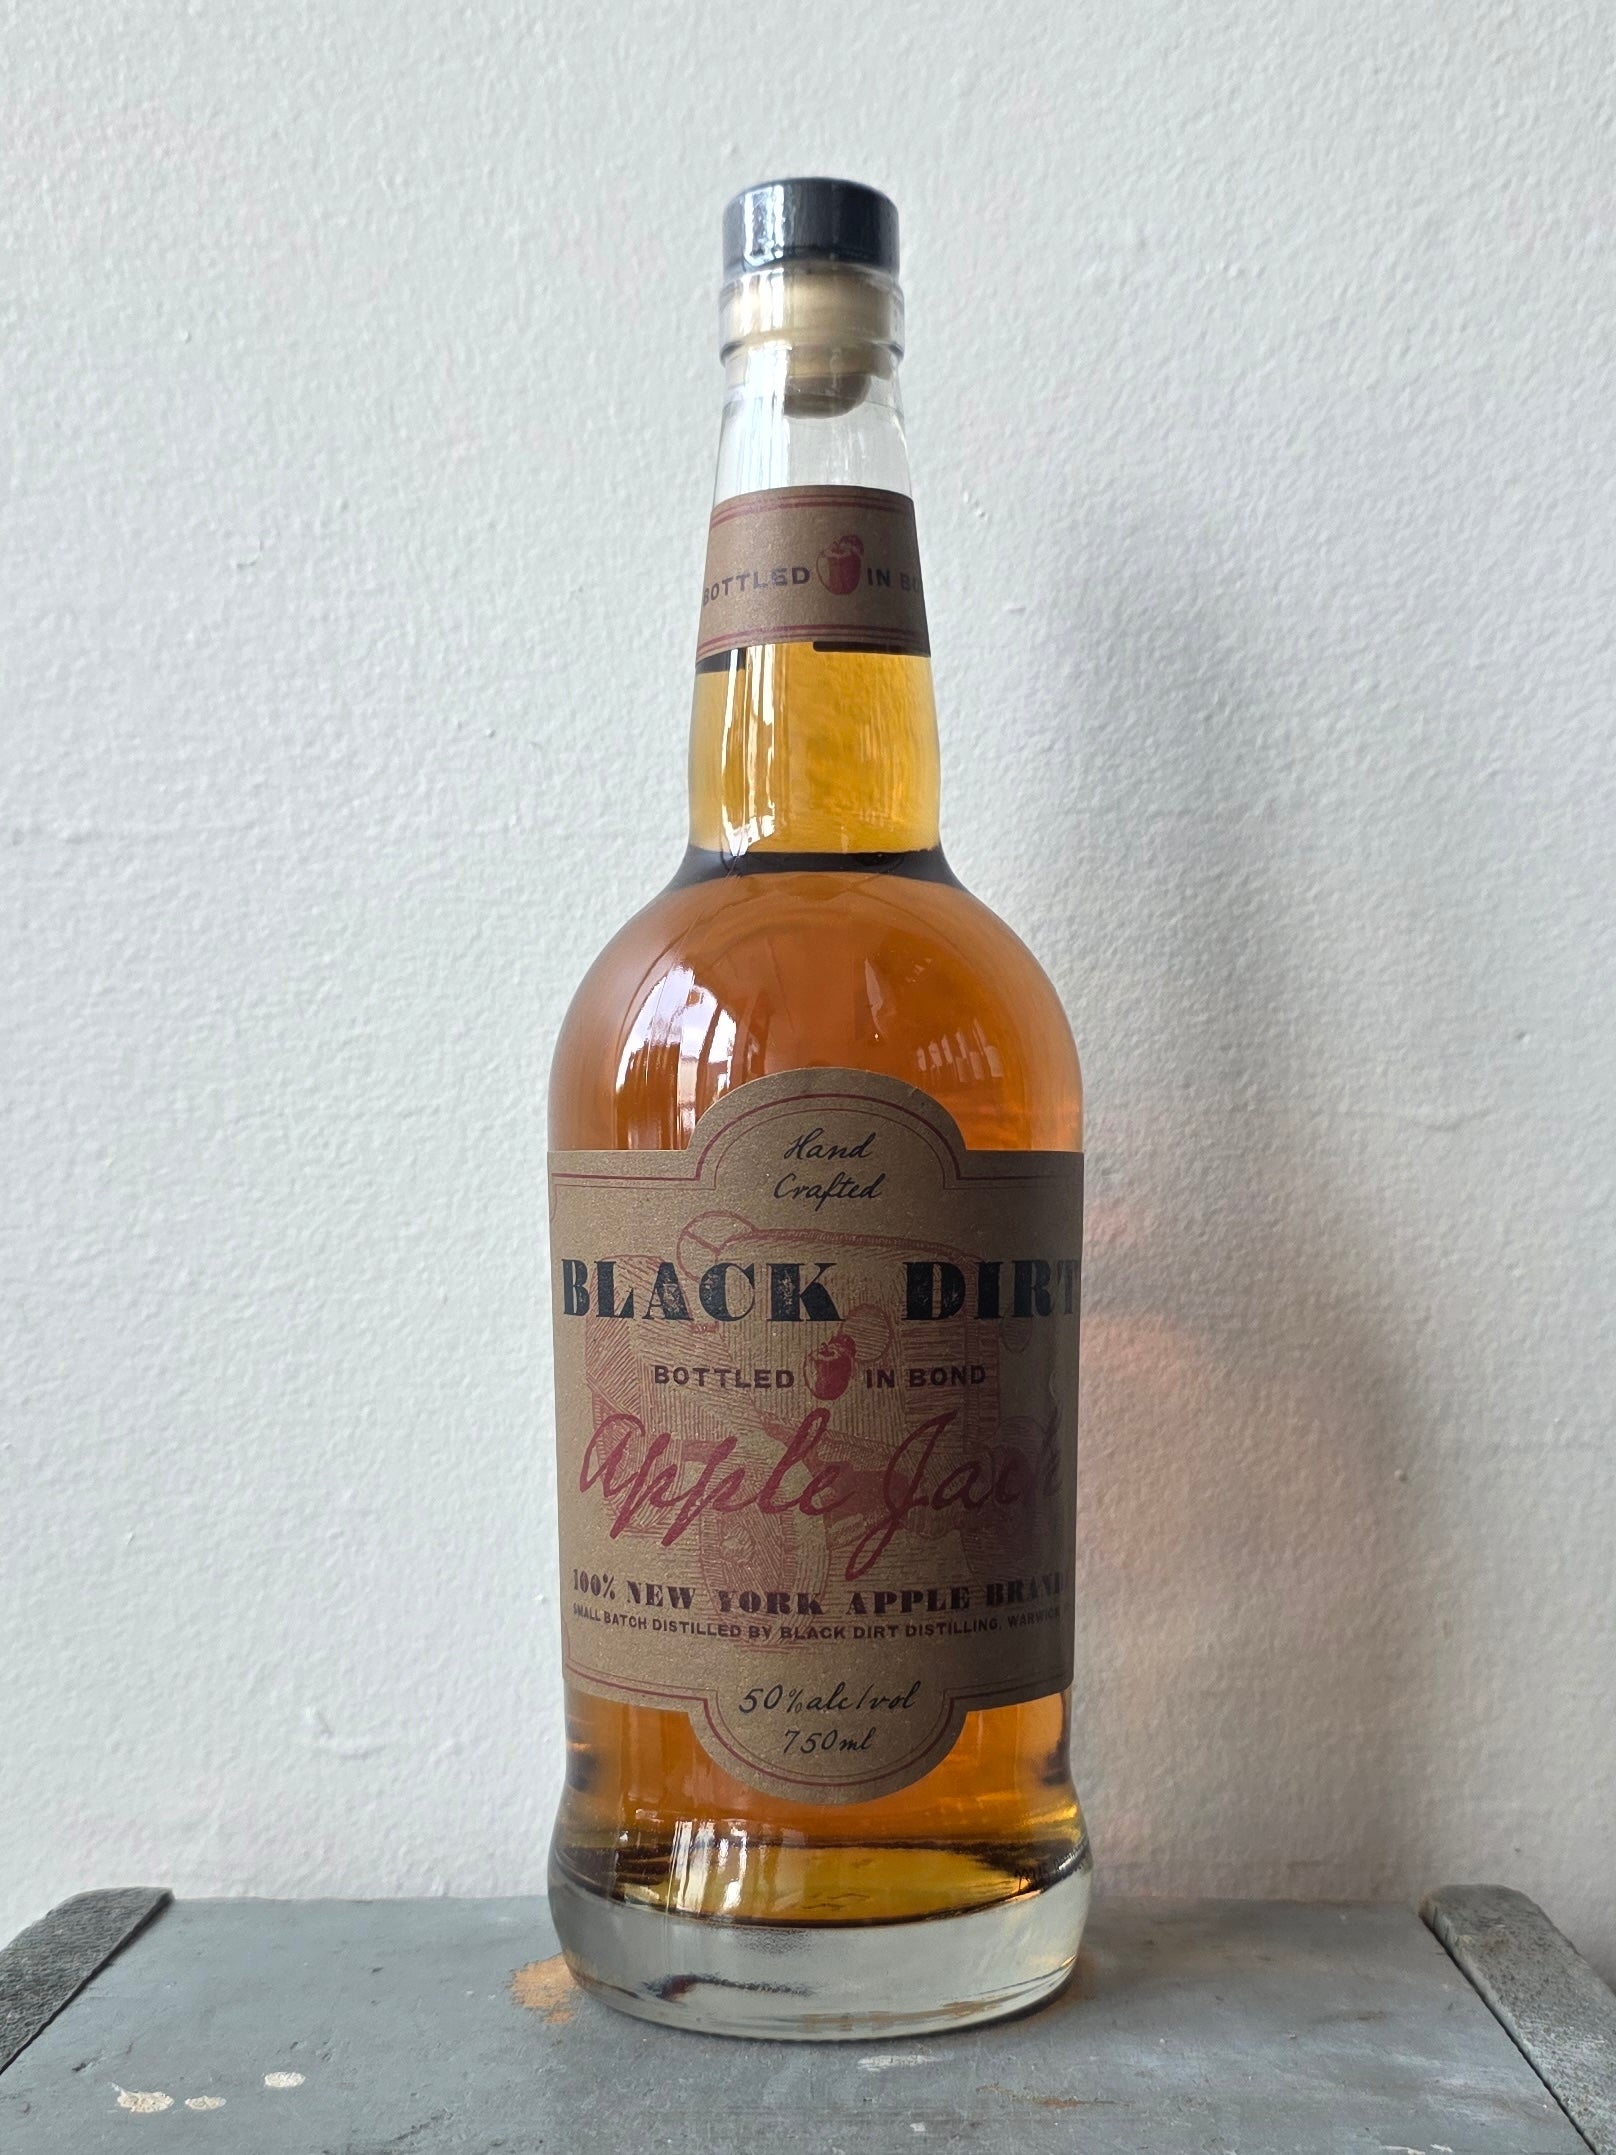 BOTTLED IN
Hand
Crafted
BLACK DIRT
BOTTLED IN BOND
Apple Jack
100% NEW YORK APPLE
SMALL BATCH DISTILLED BY BLACK DIRT DISTILLING, WARWICK
50%alc/vol
750ml